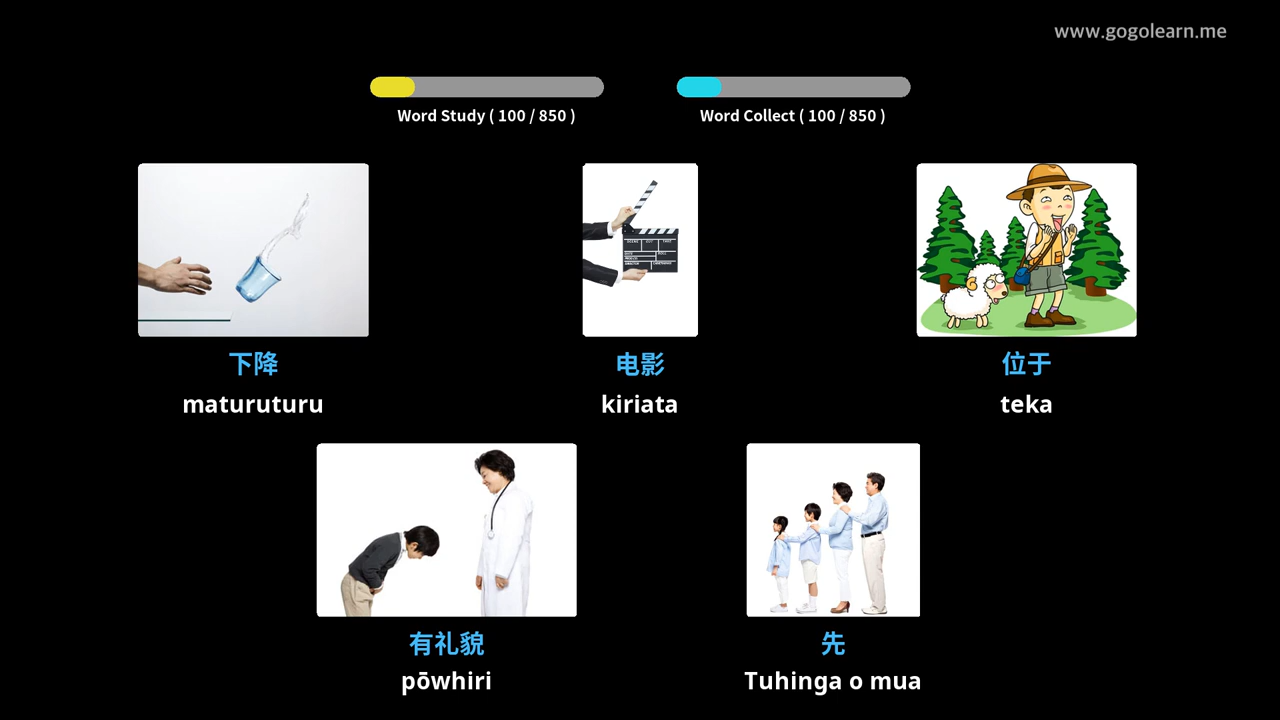 www.gogolearn.me
Word Study ( 100 / 850 )
Word Collect ( 100 / 850 )
下降
maturuturu
电影
kiriata
位于
teka
有礼貌
pōwhiri
先
Tuhinga o mua